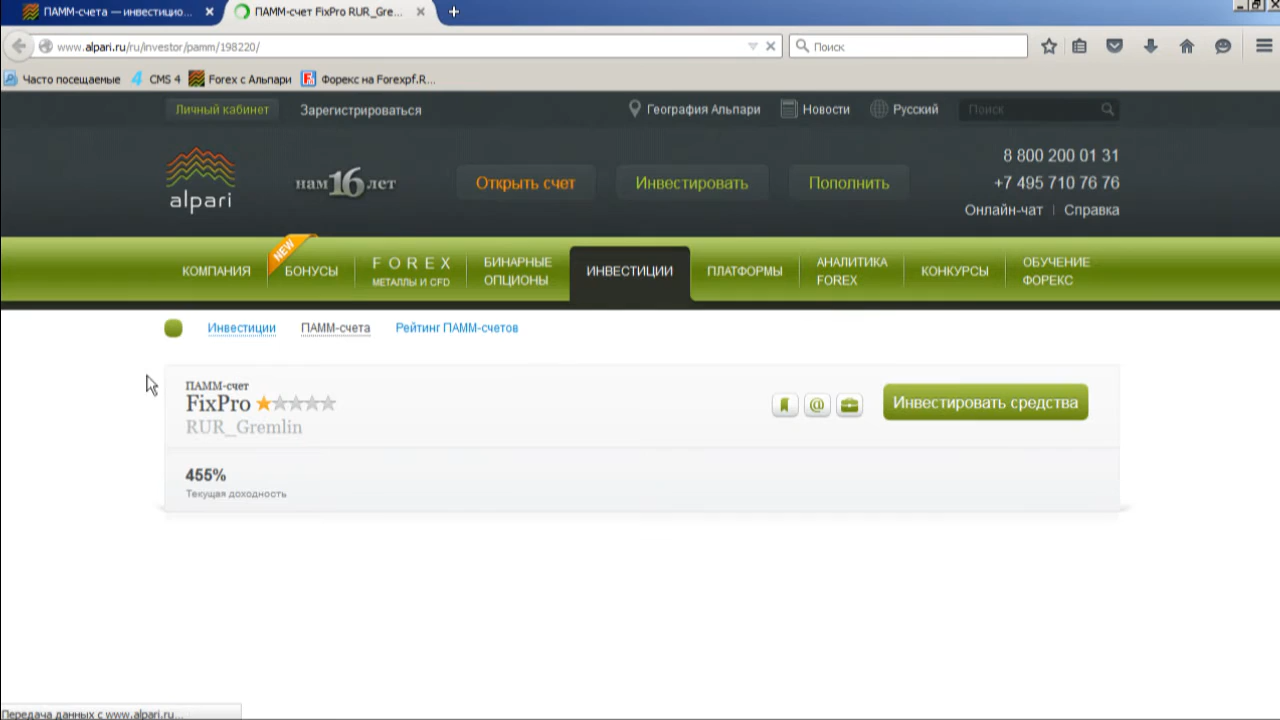 ПАММ-счета — инвестицио...
ПАММ-счет FixPro RUR_Gre...
www.alpari.ru/ru/investor/pamm/198220/
Поиск
Часто посещаемые
CMS 4
Forex с Альпари
Форекс на Forexpf.R...
Личный кабинет
Зарегистрироваться
География Альпари
Новости
Русский
Поиск
alpari
нам 16 лет
Открыть счет
Инвестировать
Пополнить
8 800 200 01 31
+7 495 710 76 76
Онлайн-чат
Справка
КОМПАНИЯ
NEW
БОНУСЫ
FOREX
МЕТАЛЛЫ И CFD
БИНАРНЫЕ
ОПЦИОНЫ
ИНВЕСТИЦИИ
ПЛАТФОРМЫ
АНАЛИТИКА
FOREX
КОНКУРСЫ
ОБУЧЕНИЕ
ФОРЕКС
Инвестиции
ПАММ-счета
Рейтинг ПАММ-счетов
ПАММ-счет
FixPro
RUR_Gremlin
@
Инвестировать средства
455%
Текущая доходность
Передача данных с www.alpari.ru...